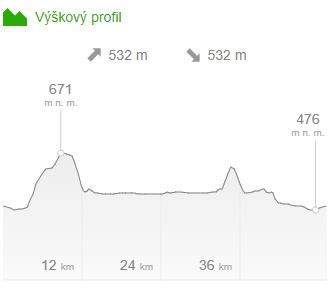 Výškový profil
532 m 532 m
671
m n. m.
476
m n. m.
12 km 24 km 36 km